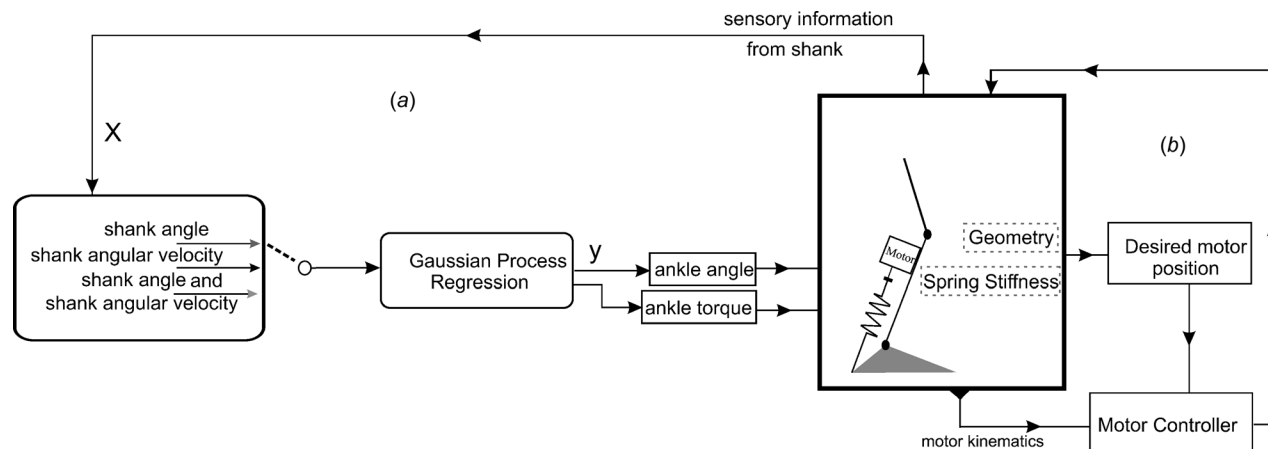 sensory information
from shank
(a)
X
(b)
shank angle
shank angular velocity
shank angle and
shank angular velocity
Gaussian Process
Regression
y
ankle angle
ankle torque
Motor
Geometry
Spring Stiffness
Desired motor
position
motor kinematics
Motor Controller